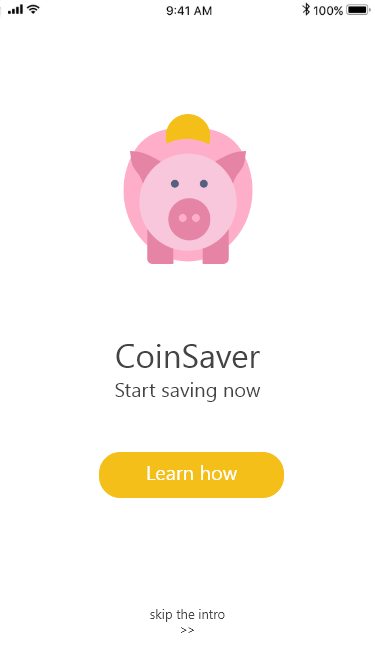 9:41 AM
100%
CoinSaver
Start saving now
Learn how
skip the intro
>>